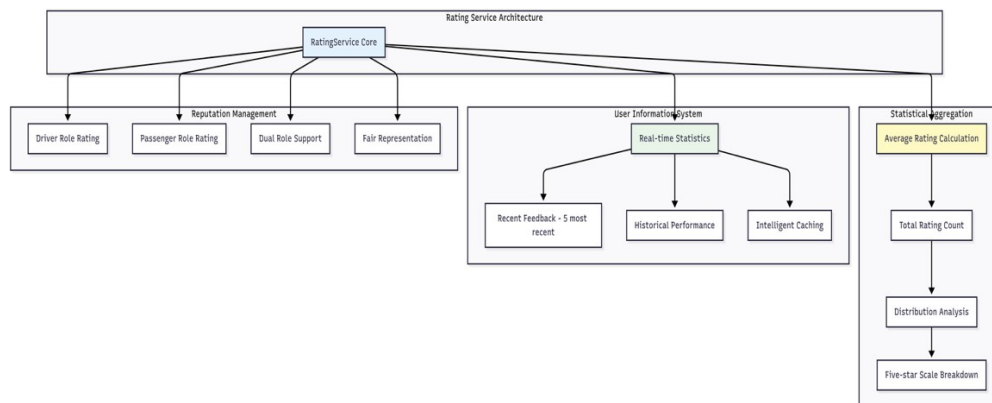 Rating Service Architecture
RatingService Core
Reputation Management
Driver Role Rating
Passenger Role Rating
Dual Role Support
Fair Representation
User Information System
Real-time Statistics
Recent Feedback - 5 most
recent
Historical Performance
Intelligent Caching
Statistical Aggregation
Average Rating Calculation
Total Rating Count
Distribution Analysis
Five-star Scale Breakdown